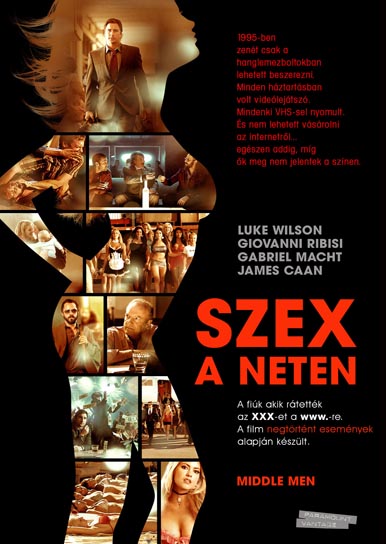 1995-ben
zenét csak a
hanglemezboltokban
lehetett beszerezni.
Minden háztartásban
volt videólejátszó.
Mindenki VHS-sel nyomult.
És nem lehetett vásárolni
az internetről...
egészen addig, míg
ők meg nem jelentek a színen.
LUKE WILSON
GIOVANNI RIBISI
GABRIEL MACHT
JAMES CAAN
SZEX
A NETEN
A fiúk akik rátették
az XXX-et a www.-re.
A film negtörtént események
alapján készült.
MIDDLE MEN
PARAMOUNT
VANTAGE